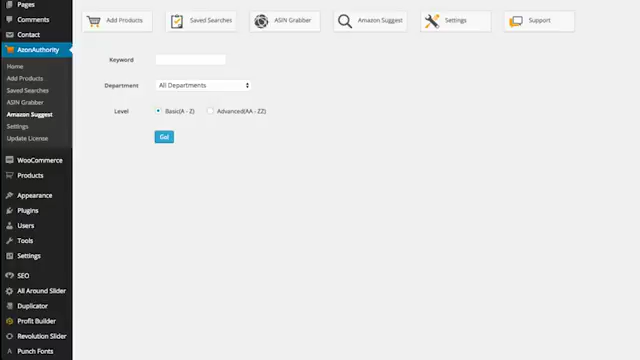 Pages
Comments
Contact
AzonAuthority
Home
Add Products
Saved Searches
ASIN Grabber
Amazon Suggest
Settings
Update License
WooCommerce
Products
Appearance
Plugins
Users
Tools
Settings
SEO
All Around Slider
Duplicator
Profit Builder
Revolution Slider
Punch Fonts
Add Products
Saved Searches
ASIN Grabber
Amazon Suggest
Settings
Support
Keyword
Department
All Departments
Level
Basic(A - Z)
Advanced(AA - ZZ)
Go!